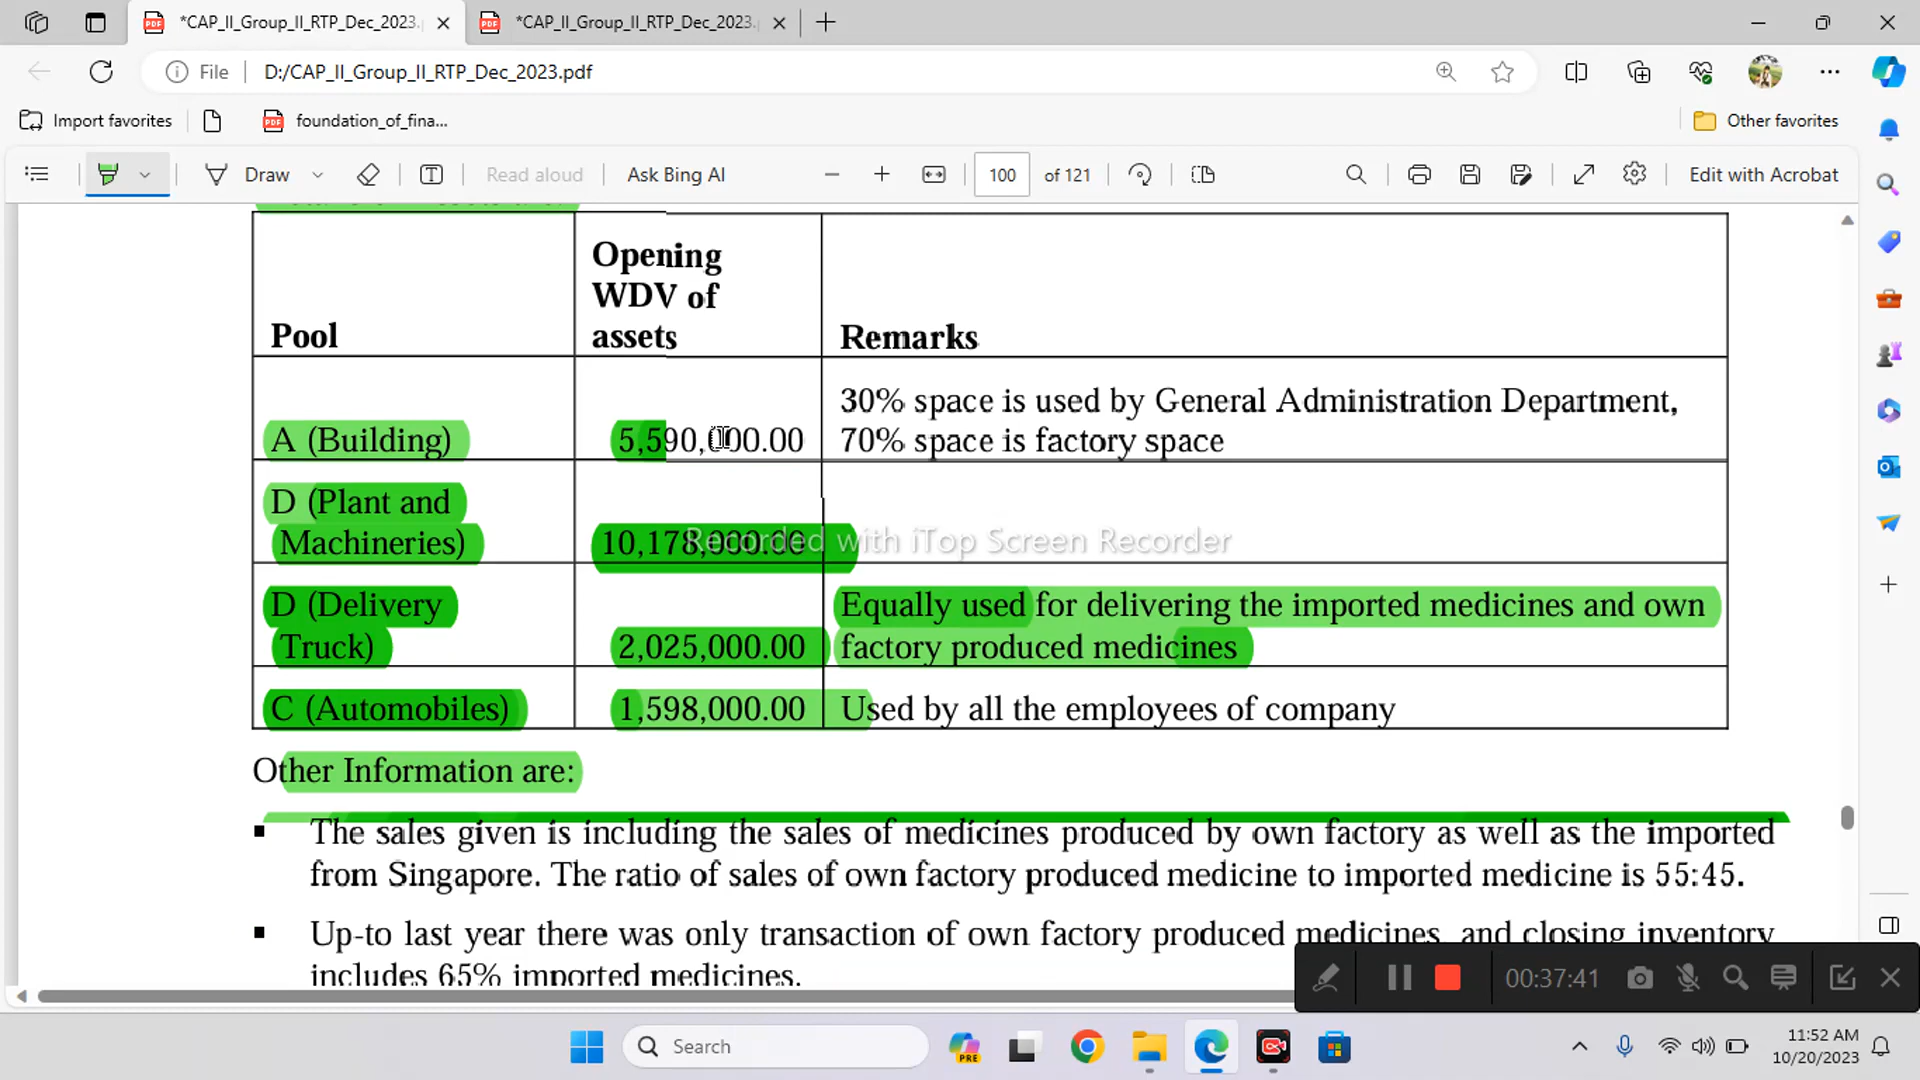 *CAP_II_Group_II_RTP_Dec_2023.
*CAP_II_Group_II_RTP_Dec_2023.
File
D:/CAP_II_Group_II_RTP_Dec_2023.pdf
Import favorites
foundation_of_fina...
Other favorites
Draw
Read aloud
Ask Bing AI
100
of 121
Edit with Acrobat
Pool
Opening
WDV of
assets
Remarks
A (Building)
5,590,000.00
30% space is used by General Administration Department,
70% space is factory space
D (Plant and
Machineries)
10,178,000.00
Recorded with iTop Screen Recorder
D (Delivery
Truck)
2,025,000.00
Equally used for delivering the imported medicines and own
factory produced medicines
C (Automobiles)
1,598,000.00
Used by all the employees of company
Other Information are:
▪ The sales given is including the sales of medicines produced by own factory as well as the imported
from Singapore. The ratio of sales of own factory produced medicine to imported medicine is 55:45.
▪ Up-to last year there was only transaction of own factory produced medicines, and closing inventory
includes 65% imported medicines.
00:37:41
Search
PRE
11:52 AM
10/20/2023